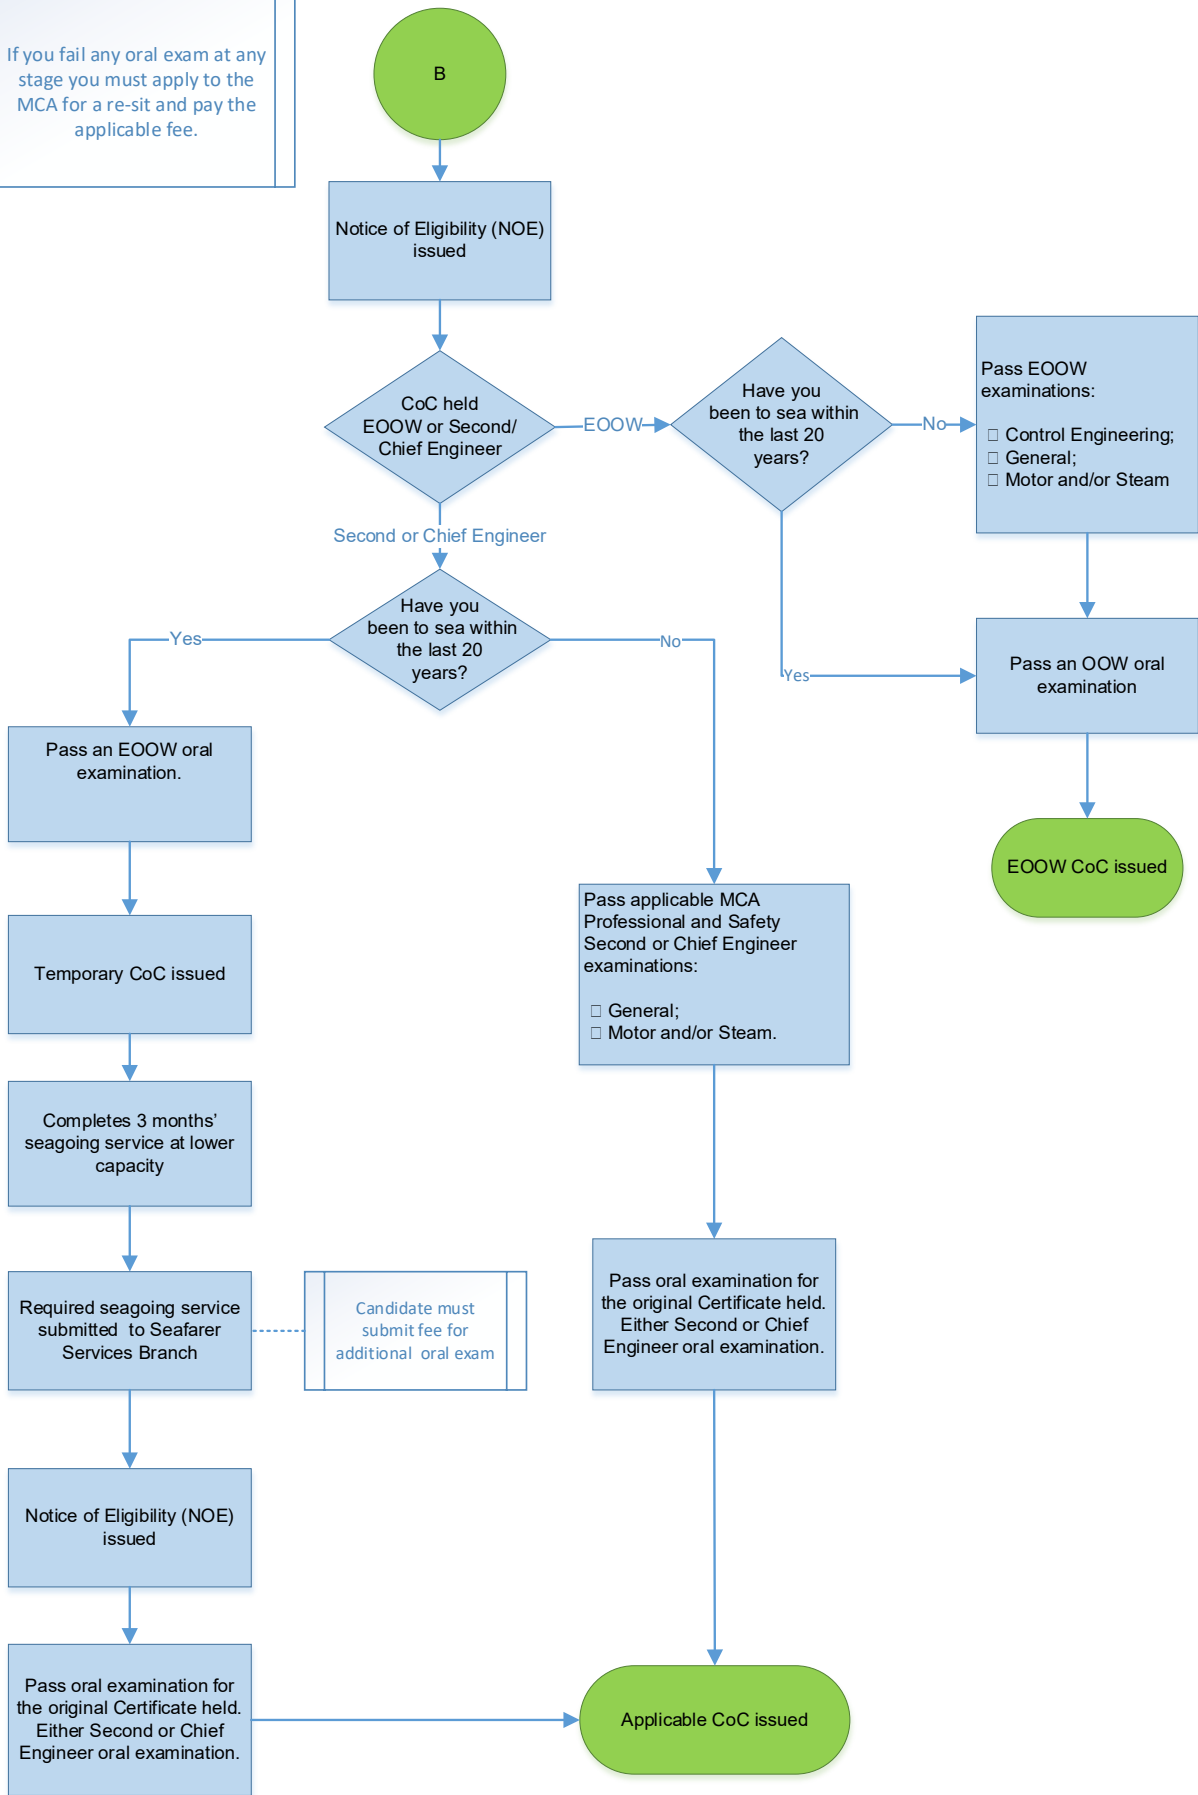 If you fail any oral exam at any
stage you must apply to the
MCA for a re-sit and pay the
applicable fee.
B
Notice of Eligibility (NOE)
issued
CoC held
EOOW or Second/
Chief Engineer
EOOW
Have you
been to sea within
the last 20
years?
No
Pass EOOW
examinations:
Control Engineering;
General;
Motor and/or Steam
Second or Chief Engineer
Have you
been to sea within
the last 20
years?
Yes
No
Yes
Pass an OOW oral
examination
Pass an EOOW oral
examination.
EOOW CoC issued
Pass applicable MCA
Professional and Safety
Second or Chief Engineer
examinations:
General;
Motor and/or Steam.
Temporary CoC issued
Completes 3 months’
seagoing service at lower
capacity
Required seagoing service
submitted to Seafarer
Services Branch
Candidate must
submit fee for
additional oral exam
Pass oral examination for
the original Certificate held.
Either Second or Chief
Engineer oral examination.
Notice of Eligibility (NOE)
issued
Pass oral examination for
the original Certificate held.
Either Second or Chief
Engineer oral examination.
Applicable CoC issued